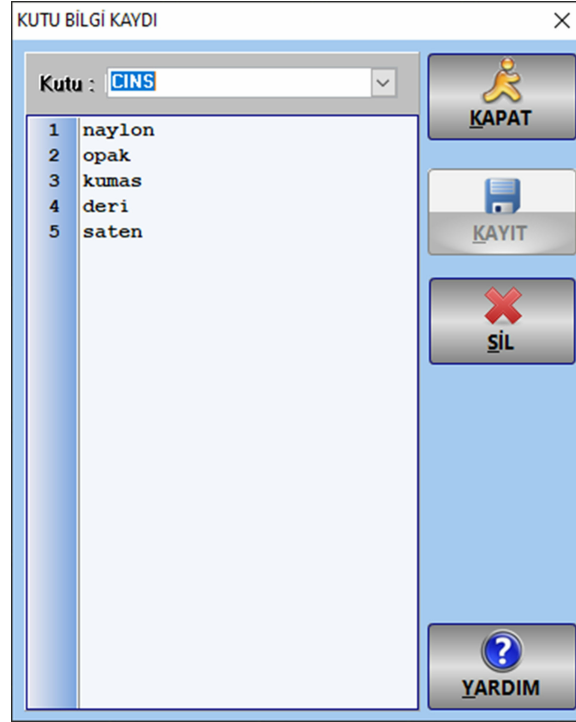 KUTU BİLGİ KAYDI
Kutu : CINS
1 naylon
2 opak
3 kumas
4 deri
5 saten
KAPAT
KAYIT
SİL
YARDIM